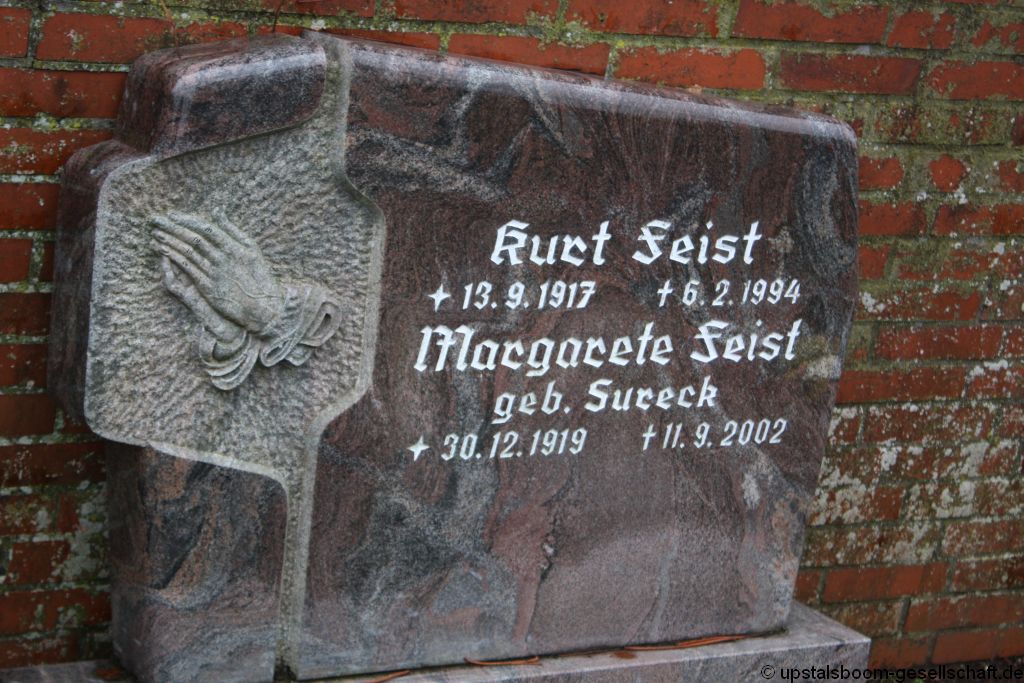 Kurt Feist
✦ 13.9.1917 † 6.2.1994
Margarete Feist
geb. Sureck
✦ 30.12.1919 † 11.9.2002
© upstalsboom-gesellschaft.de